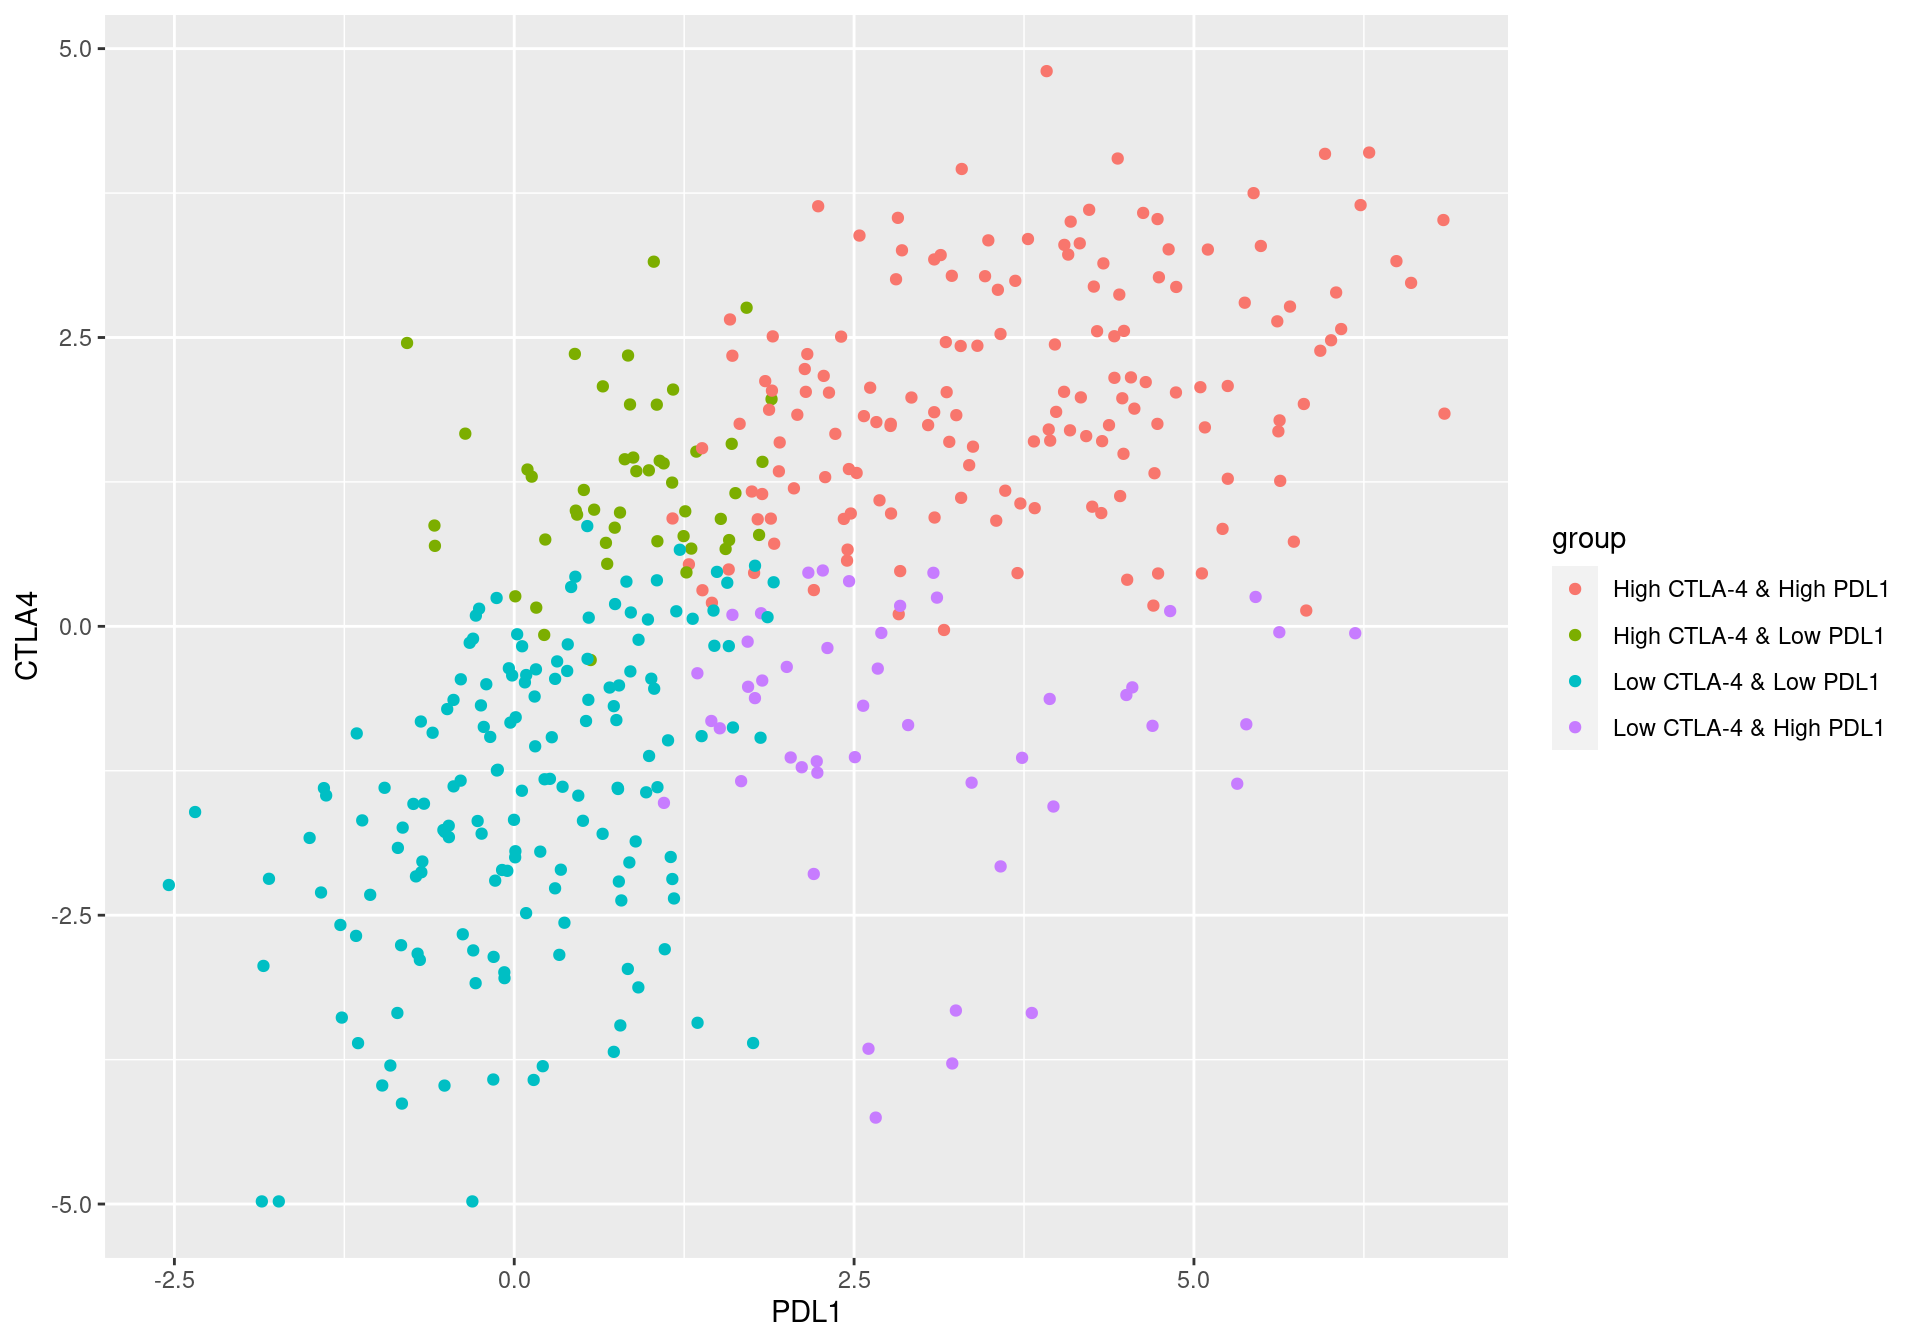 5.0
2.5
0.0
-2.5
-5.0
CTLA4
-2.5 0.0 2.5 5.0
PDL1
group
High CTLA-4 & High PDL1
High CTLA-4 & Low PDL1
Low CTLA-4 & Low PDL1
Low CTLA-4 & High PDL1